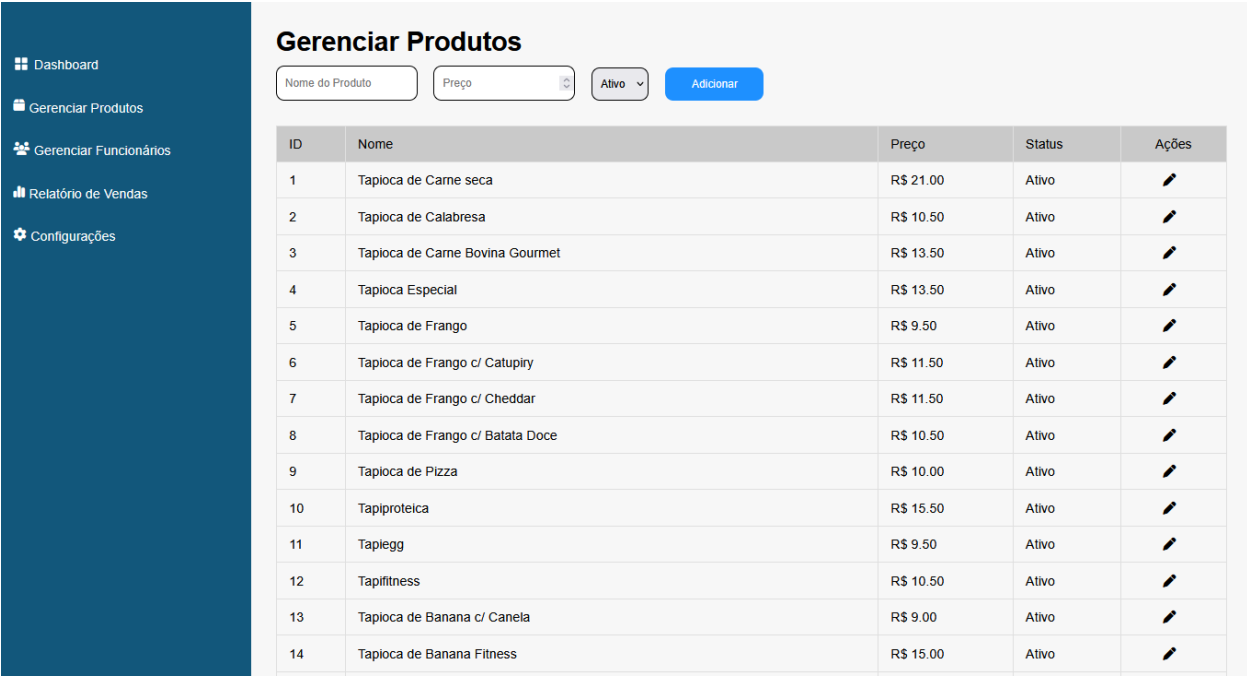 Dashboard
Gerenciar Produtos
Gerenciar Funcionários
Relatório de Vendas
Configurações
Gerenciar Produtos
Nome do Produto Preço Ativo Adicionar
ID Nome Preço Status Ações
1 Tapioca de Carne seca R$ 21.00 Ativo
2 Tapioca de Calabresa R$ 10.50 Ativo
3 Tapioca de Carne Bovina Gourmet R$ 13.50 Ativo
4 Tapioca Especial R$ 13.50 Ativo
5 Tapioca de Frango R$ 9.50 Ativo
6 Tapioca de Frango c/ Catupiry R$ 11.50 Ativo
7 Tapioca de Frango c/ Cheddar R$ 11.50 Ativo
8 Tapioca de Frango c/ Batata Doce R$ 10.50 Ativo
9 Tapioca de Pizza R$ 10.00 Ativo
10 Tapiproteica R$ 15.50 Ativo
11 Tapiegg R$ 9.50 Ativo
12 Tapifitness R$ 10.50 Ativo
13 Tapioca de Banana c/ Canela R$ 9.00 Ativo
14 Tapioca de Banana Fitness R$ 15.00 Ativo